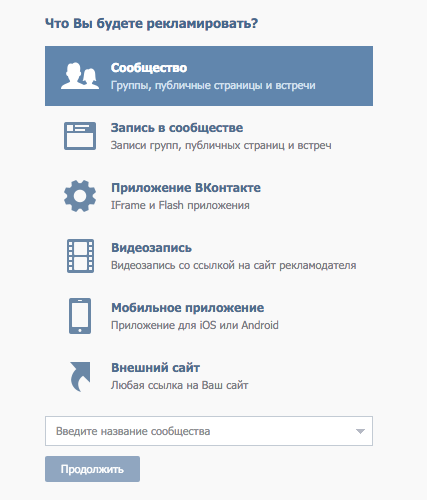 Что Вы будете рекламировать?
Сообщество
Группы, публичные страницы и встречи
Запись в сообществе
Записи групп, публичных страниц и встреч
Приложение ВКонтакте
IFrame и Flash приложения
Видеозапись
Видеозапись со ссылкой на сайт рекламодателя
Мобильное приложение
Приложение для iOS или Android
Внешний сайт
Любая ссылка на Ваш сайт
Введите название сообщества
Продолжить